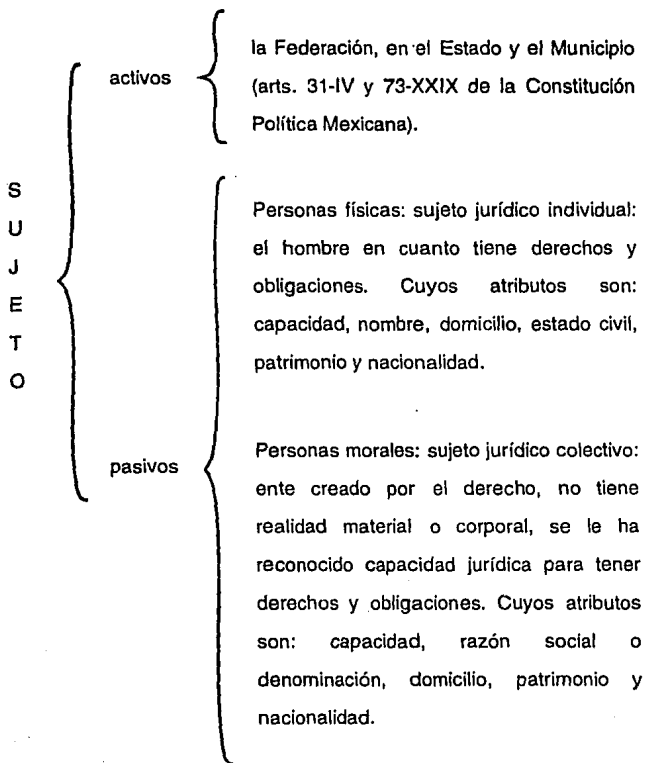 S
U
J
E
T
O
activos
la Federación, en el Estado y el Municipio
(arts. 31-IV y 73-XXIX de la Constitución
Política Mexicana).
pasivos
Personas físicas: sujeto jurídico individual:
el hombre en cuanto tiene derechos y
obligaciones. Cuyos atributos son:
capacidad, nombre, domicilio, estado civil,
patrimonio y nacionalidad.
Personas morales: sujeto jurídico colectivo:
ente creado por el derecho, no tiene
realidad material o corporal, se le ha
reconocido capacidad jurídica para tener
derechos y obligaciones. Cuyos atributos
son: capacidad, razón social o
denominación, domicilio, patrimonio y
nacionalidad.